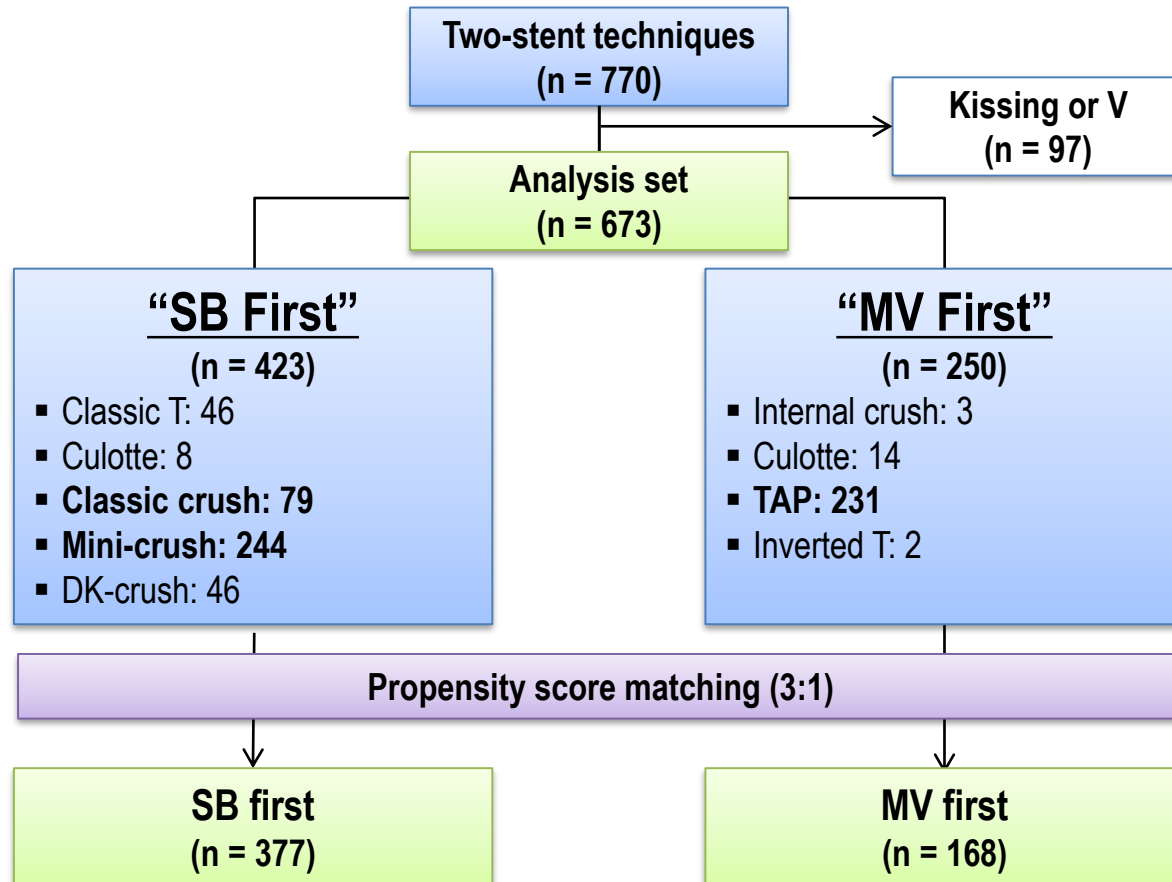 Two-stent techniques
(n = 770)
Kissing or V
(n = 97)
Analysis set
(n = 673)
“SB First”
(n = 423)
▪ Classic T: 46
▪ Culotte: 8
▪ Classic crush: 79
▪ Mini-crush: 244
▪ DK-crush: 46
“MV First”
(n = 250)
▪ Internal crush: 3
▪ Culotte: 14
▪ TAP: 231
▪ Inverted T: 2
Propensity score matching (3:1)
SB first
(n = 377)
MV first
(n = 168)